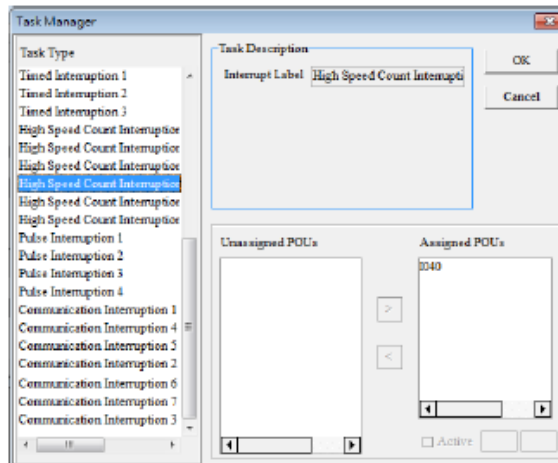 Task Manager
Task Type
Timed Interruption 1
Timed Interruption 2
Timed Interruption 3
High Speed Count Interruption
High Speed Count Interruption
High Speed Count Interruption
High Speed Count Interruption
High Speed Count Interruption
High Speed Count Interruption
Pulse Interruption 1
Pulse Interruption 2
Pulse Interruption 3
Pulse Interruption 4
Communication Interruption 1
Communication Interruption 4
Communication Interruption 5
Communication Interruption 2
Communication Interruption 6
Communication Interruption 7
Communication Interruption 3
Task Description
Interrupt Label High Speed Count Interrupti
OK
Cancel
Unassigned POUs
>
<
Assigned POUs
I040
Active